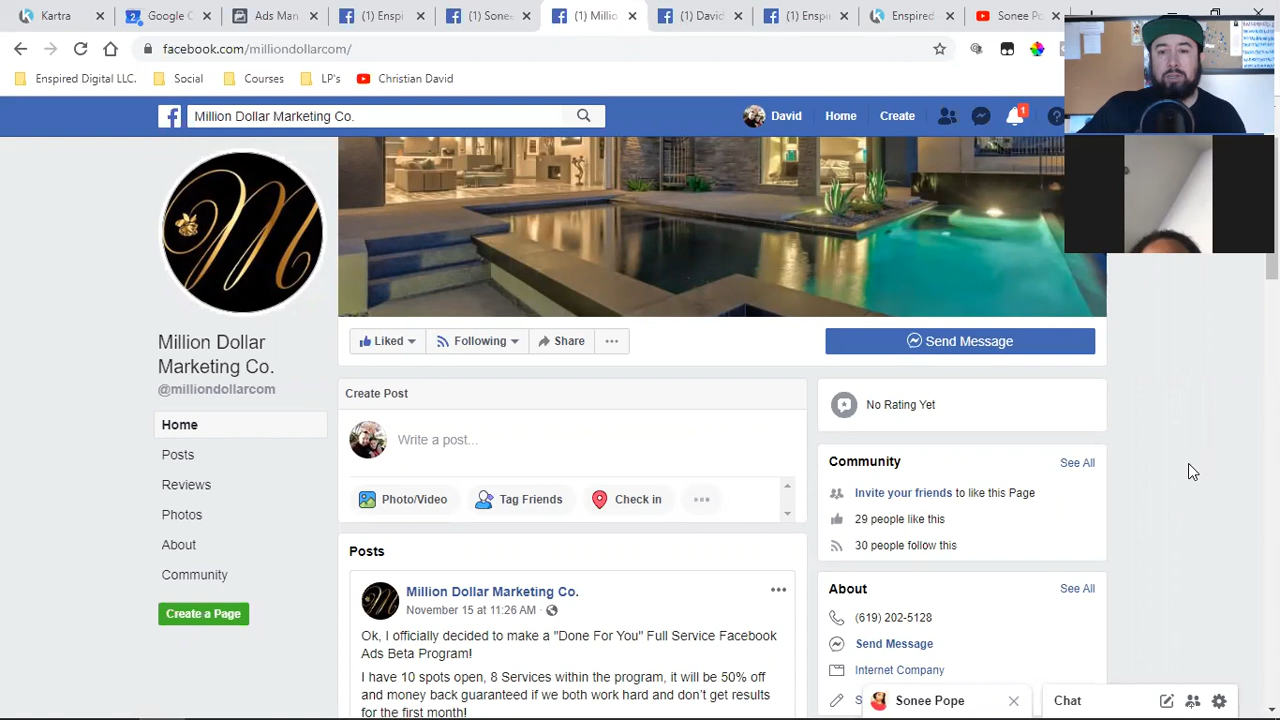 Kartra
Google C
Ads Man
(1) Enspi
(1) Sonee
(1) Millio
(1) David
(1) Enspi
Enspired
Sonee Po
facebook.com/milliondollarcom/
Enspired Digital LLC.
Social
Courses
LP's
Christian David
Million Dollar Marketing Co.
David
Home
Create
1
M
Million Dollar
Marketing Co.
@milliondollarcom
Home
Posts
Reviews
Photos
About
Community
Create a Page
Liked
Following
Share
Send Message
Create Post
Write a post...
Photo/Video
Tag Friends
Check in
Posts
Million Dollar Marketing Co.
November 15 at 11:26 AM
Ok, I officially decided to make a "Done For You" Full Service Facebook
Ads Beta Program!
I have 10 spots open, 8 Services within the program, it will be 50% off
and money back guaranteed if we both work hard and don't get results
for the first month!
No Rating Yet
Community
See All
Invite your friends to like this Page
29 people like this
30 people follow this
About
See All
(619) 202-5128
Send Message
Internet Company
Sonee Pope
Chat